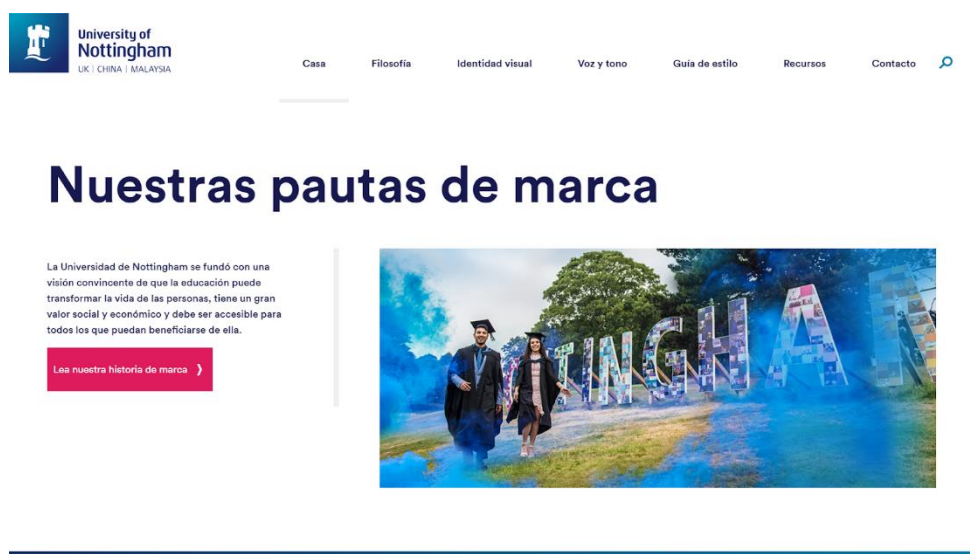 University of
Nottingham
UK | CHINA | MALAYSIA
Casa
Filosofía
Identidad visual
Voz y tono
Guía de estilo
Recursos
Contacto
Nuestras pautas de marca
La Universidad de Nottingham se fundó con una
visión convincente de que la educación puede
transformar la vida de las personas, tiene un gran
valor social y económico y debe ser accesible para
todos los que puedan beneficiarse de ella.
Lea nuestra historia de marca ❭
TINGHA